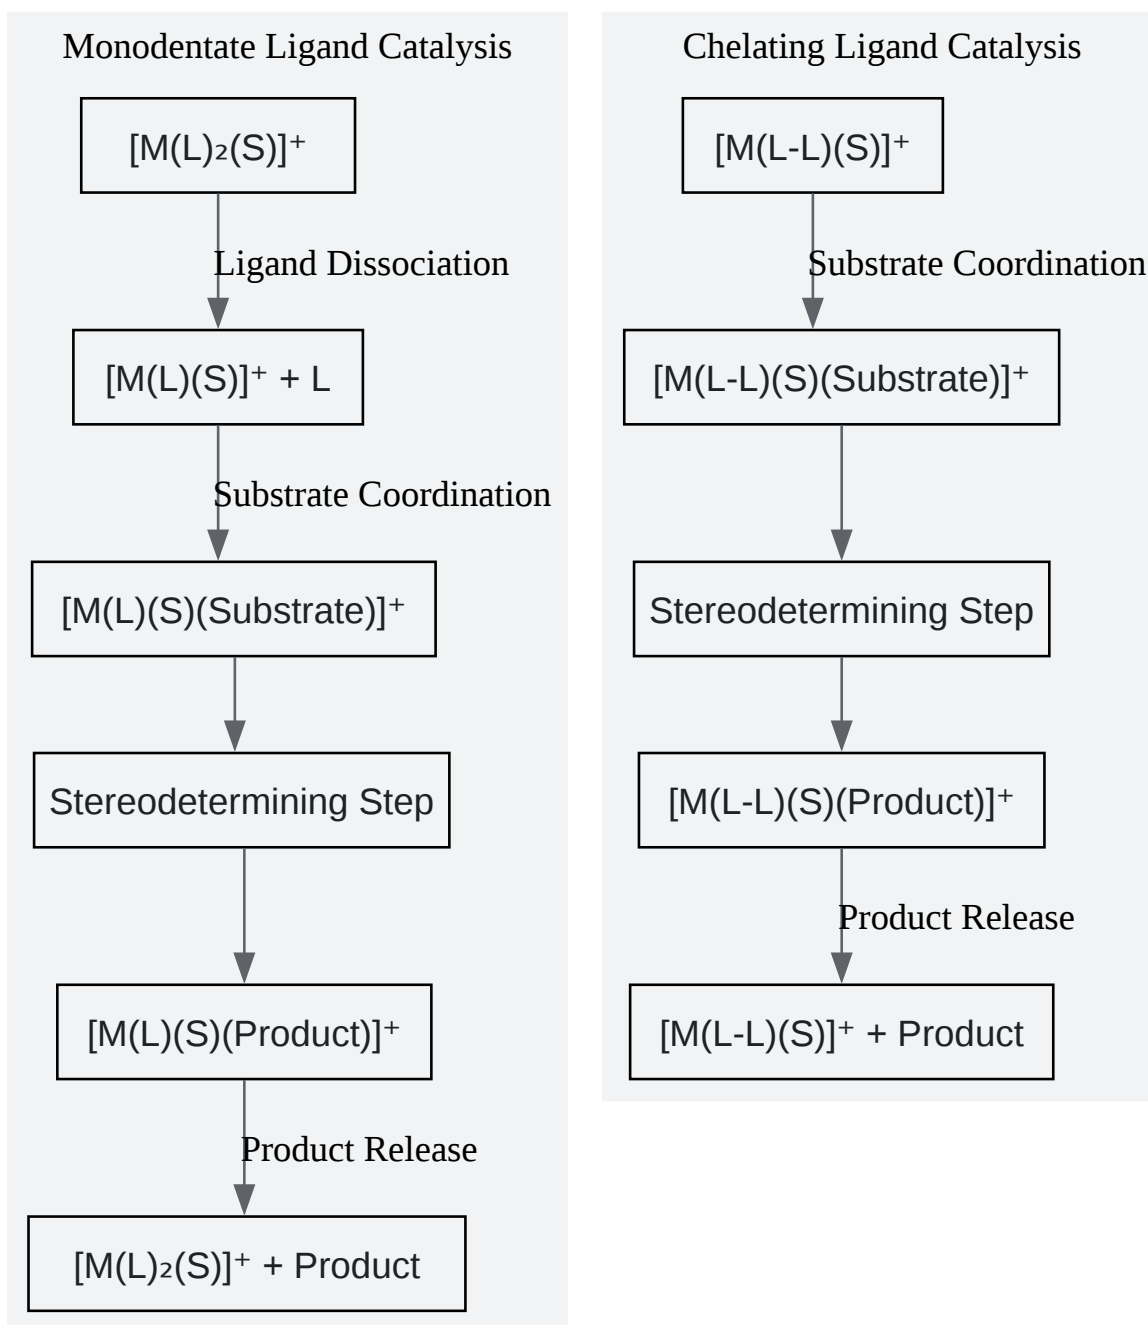 Monodentate Ligand Catalysis
[M(L)₂(S)]⁺
Ligand Dissociation
[M(L)(S)]⁺ + L
Substrate Coordination
[M(L)(S)(Substrate)]⁺
Stereodetermining Step
[M(L)(S)(Product)]⁺
Product Release
[M(L)₂(S)]⁺ + Product
Chelating Ligand Catalysis
[M(L-L)(S)]⁺
Substrate Coordination
[M(L-L)(S)(Substrate)]⁺
Stereodetermining Step
[M(L-L)(S)(Product)]⁺
Product Release
[M(L-L)(S)]⁺ + Product